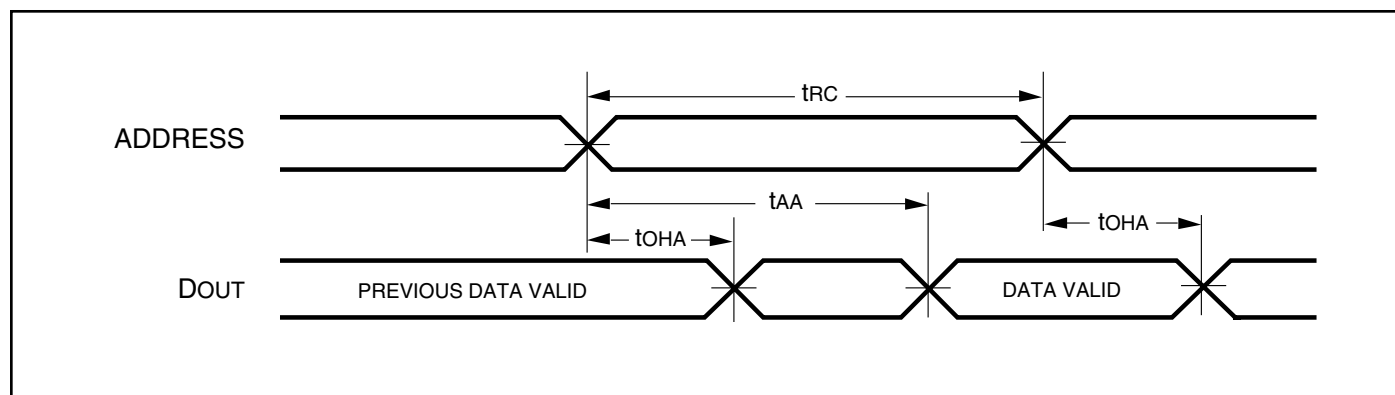 tRC
ADDRESS
tAA
tOHA
tOHA
DOUT
PREVIOUS DATA VALID
DATA VALID